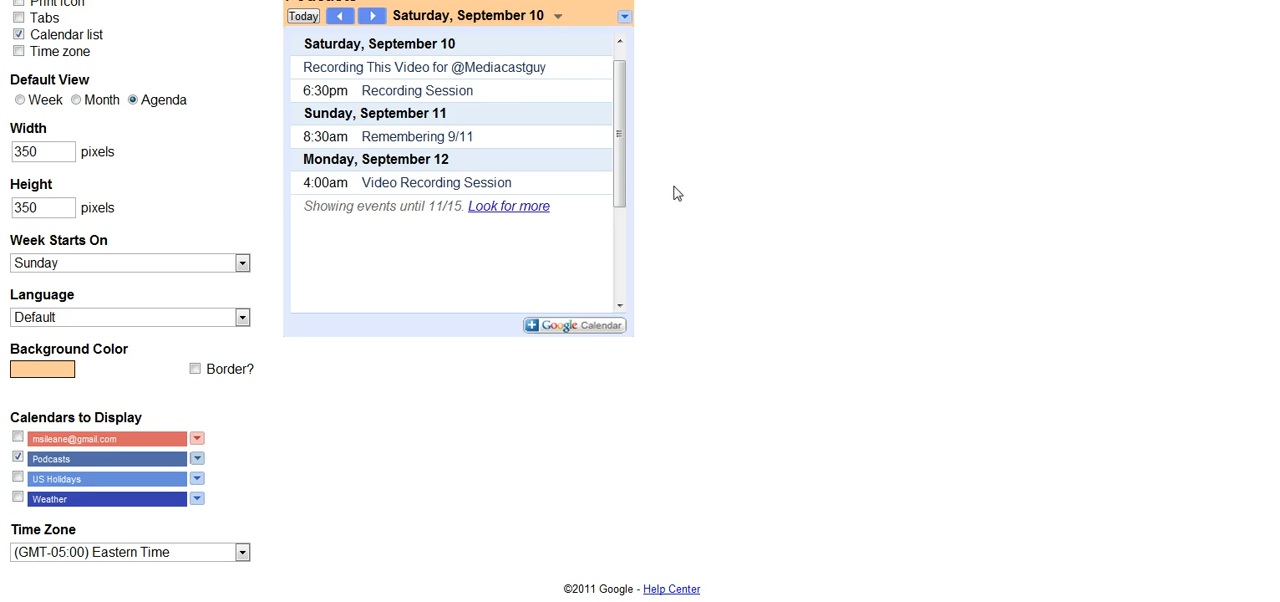 Print icon
Tabs
Calendar list
Time zone
Default View
Week Month Agenda
Width
350 pixels
Height
350 pixels
Week Starts On
Sunday
Language
Default
Background Color
Border?
Calendars to Display
msileane@gmail.com
Podcasts
US Holidays
Weather
Time Zone
(GMT-05:00) Eastern Time
Podcasts
Today Saturday, September 10
Saturday, September 10
Recording This Video for @Mediacastguy
6:30pm Recording Session
Sunday, September 11
8:30am Remembering 9/11
Monday, September 12
4:00am Video Recording Session
Showing events until 11/15. Look for more
Google Calendar
©2011 Google - Help Center